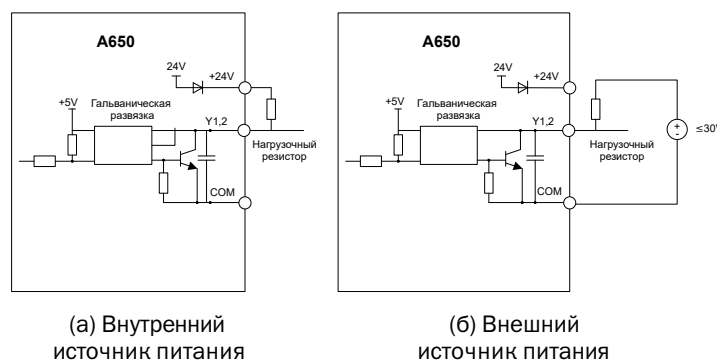 A650
24V
+24V
+5V
Гальваническая
развязка
Y1,2
Нагрузочный
резистор
COM
(а) Внутренний
источник питания
A650
24V
+24V
+5V
Гальваническая
развязка
Y1,2
Нагрузочный
резистор
+
-
≤30
COM
(б) Внешний
источник питания